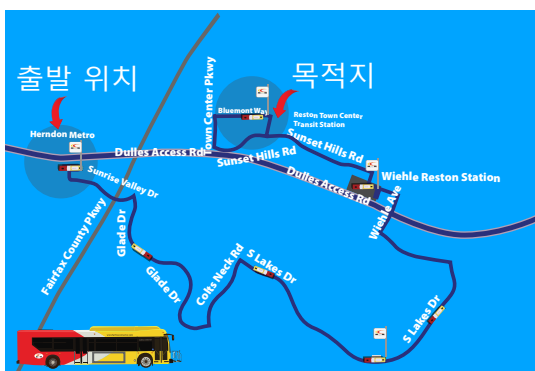 출발 위치
목적지
Town Center Pkwy
Bluemont Way
Reston Town Center
Transit Station
Herndon Metro
Dulles Access Rd
Sunset Hills Rd
Sunset Hills Rd
Wiehle Reston Station
Dulles Access Rd
Sunrise Valley Dr
Wiehle Ave
Fairfax County Pkwy
Glade Dr
Glade Dr
Colts Neck Rd
S Lakes Dr
S Lakes Dr